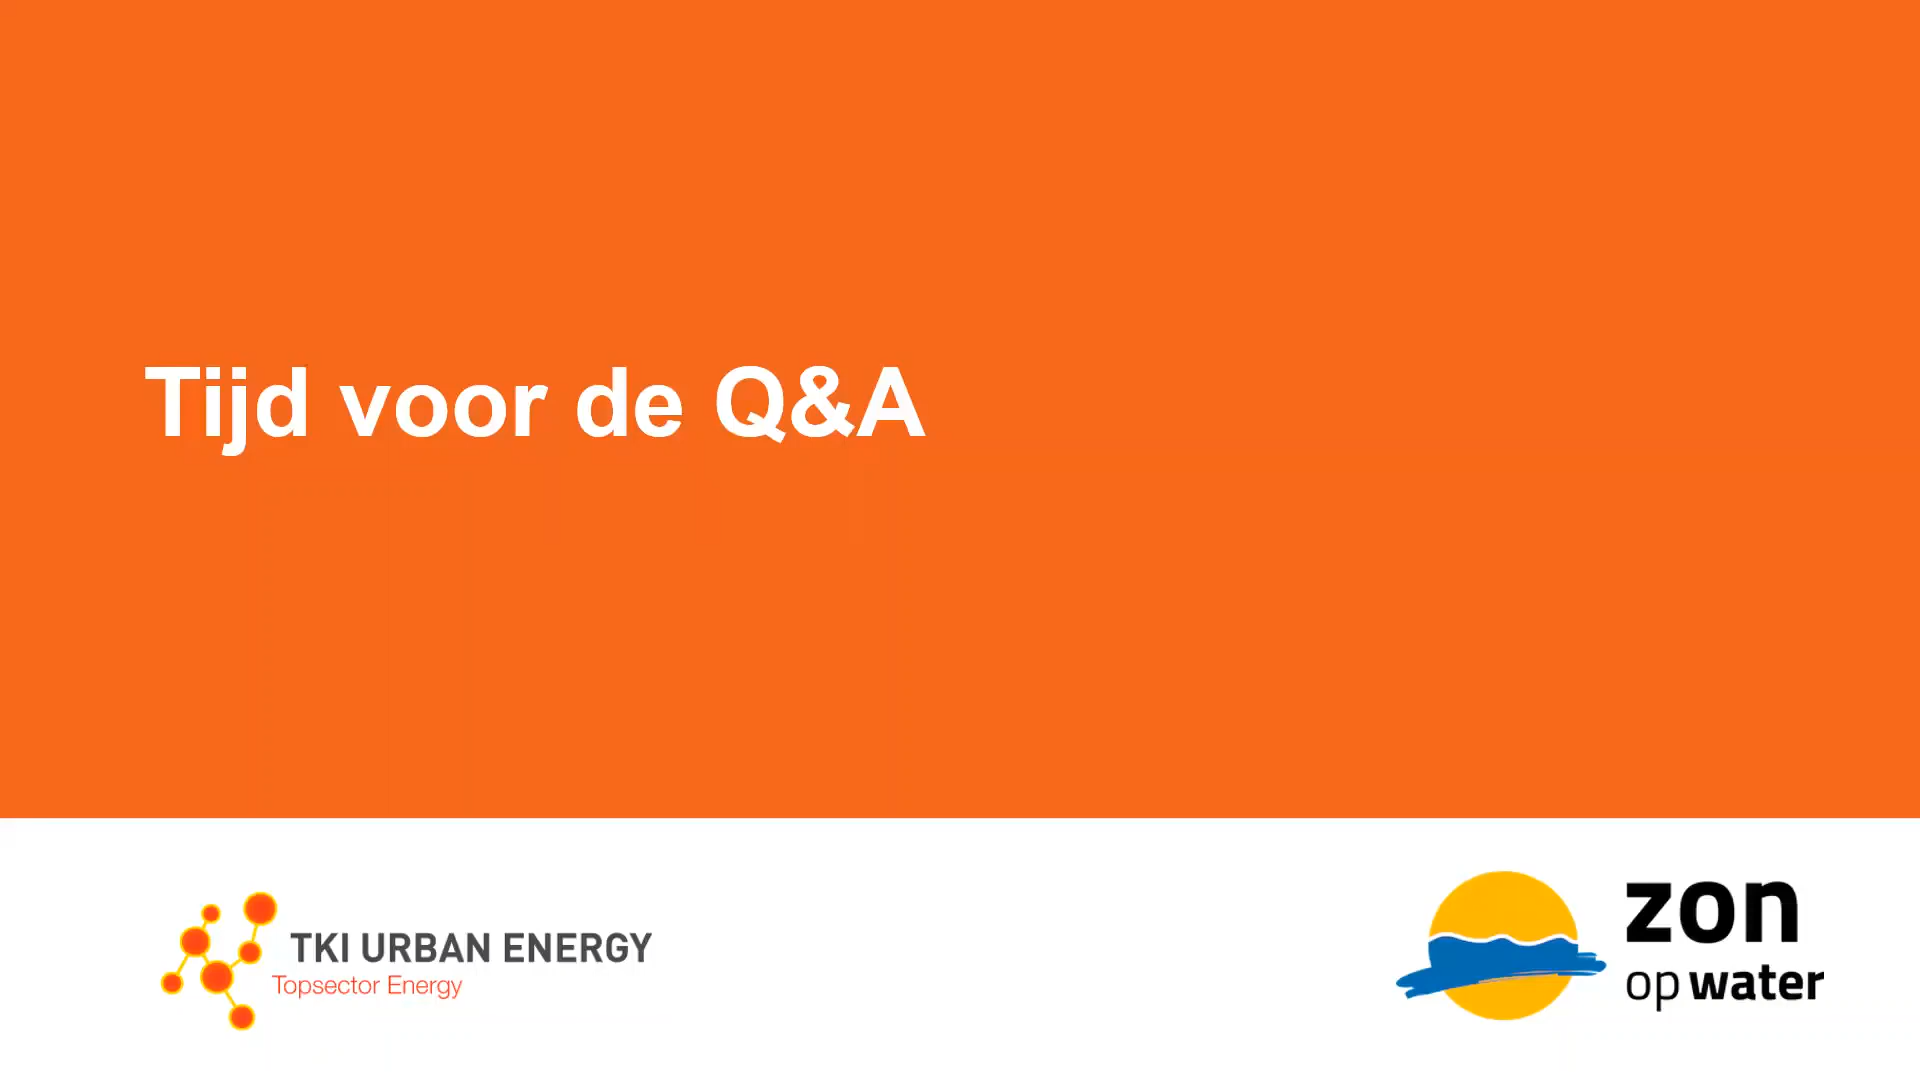 Tijd voor de Q&A
TKI URBAN ENERGY
Topsector Energy
zon
op water